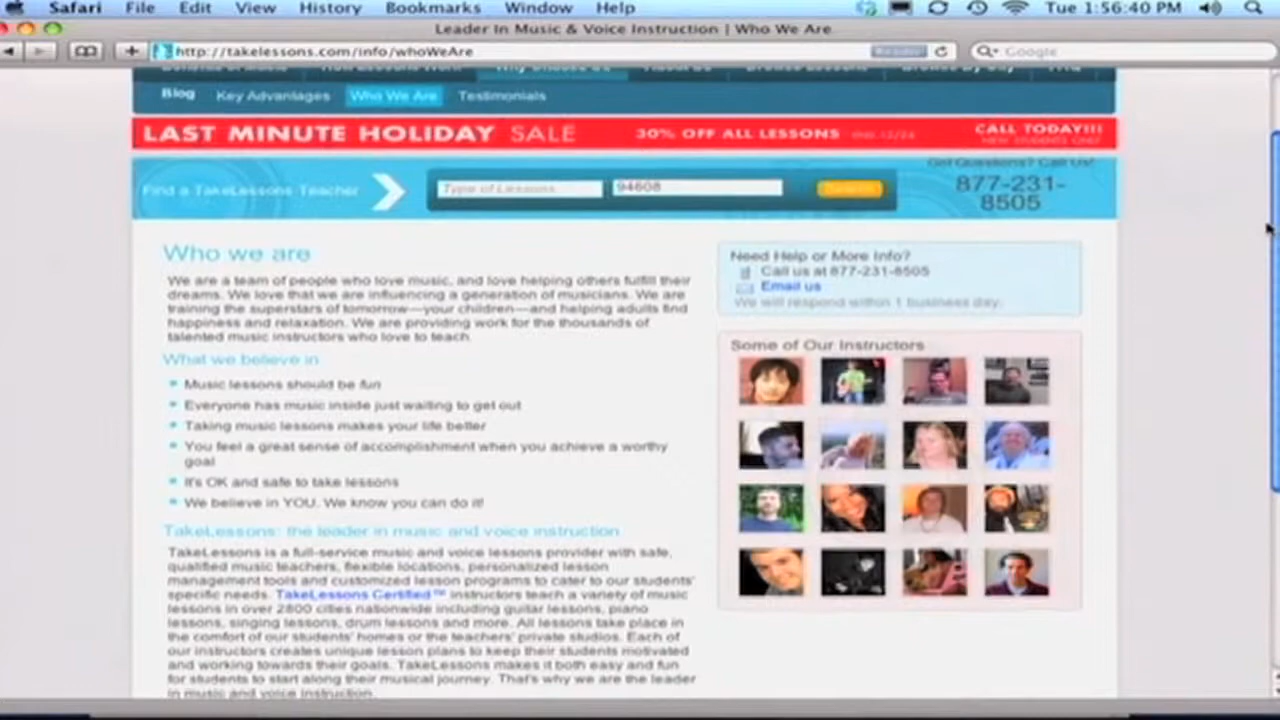 Safari File Edit View History Bookmarks Window Help Tue 1:56:40 PM
Leader In Music & Voice Instruction | Who We Are
http://takelessons.com/info/whoWeAre Reader Google
Blog Key Advantages Who We Are Testimonials
LAST MINUTE HOLIDAY SALE 30% OFF ALL LESSONS CALL TODAY!!!
Find a TakeLessons Teacher Type of Lessons 94608 Search
Got Questions? Call Us!
877-231-
8505
Who we are
We are a team of people who love music, and love helping others fulfill their
dreams. We love that we are influencing a generation of musicians. We are
training the superstars of tomorrow—your children—and helping adults find
happiness and relaxation. We are providing work for the thousands of
talented music instructors who love to teach.
What we believe in
Music lessons should be fun
Everyone has music inside just waiting to get out
Taking music lessons makes your life better
You feel a great sense of accomplishment when you achieve a worthy
goal
It's OK and safe to take lessons
We believe in YOU. We know you can do it!
TakeLessons: the leader in music and voice instruction
TakeLessons is a full-service music and voice lessons provider with safe,
qualified music teachers, flexible locations, personalized lesson
management tools and customized lesson programs to cater to our students'
specific needs. TakeLessons Certified™ instructors teach a variety of music
lessons in over 2800 cities nationwide including guitar lessons, piano
lessons, singing lessons, drum lessons and more. All lessons take place in
the comfort of our students' homes or the teachers' private studios. Each of
our instructors creates unique lesson plans to keep their students motivated
and working towards their goals. TakeLessons makes it both easy and fun
for students to start along their musical journey. That's why we are the leader
in music and voice instruction.
Need Help or More Info?
Call us at 877-231-8505
Email us
We will respond within 1 business day.
Some of Our Instructors